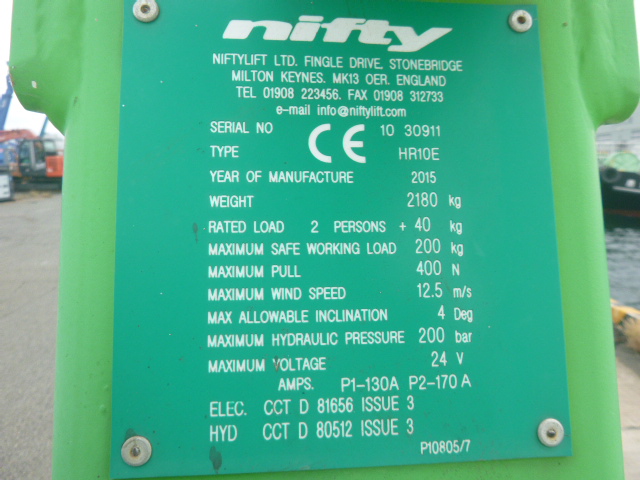 nifty
NIFTYLIFT LTD. FINGLE DRIVE, STONEBRIDGE
MILTON KEYNES. MK13 OER. ENGLAND
TEL 01908 223456. FAX 01908 312733
e-mail info@niftylift.com
SERIAL NO CE 10 30911
TYPE HR10E
YEAR OF MANUFACTURE 2015
WEIGHT 2180 kg
RATED LOAD 2 PERSONS + 40 kg
MAXIMUM SAFE WORKING LOAD 200 kg
MAXIMUM PULL 400 N
MAXIMUM WIND SPEED 12.5 m/s
MAX ALLOWABLE INCLINATION 4 Deg
MAXIMUM HYDRAULIC PRESSURE 200 bar
MAXIMUM VOLTAGE 24 V
AMPS. P1-130A P2-170 A
ELEC. CCT D 81656 ISSUE 3
HYD CCT D 80512 ISSUE 3
P10805/7